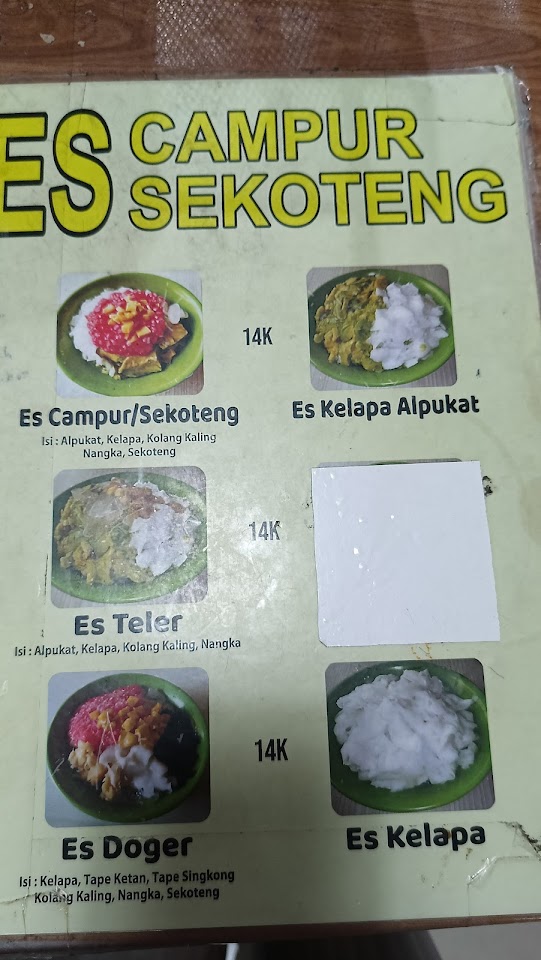 ES CAMPUR
SEKOTENG
14K
Es Campur/Sekoteng
Isi : Alpukat, Kelapa, Kolang Kaling
Nangka, Sekoteng
Es Kelapa Alpukat
14K
Es Teler
Isi : Alpukat, Kelapa, Kolang Kaling, Nangka
14K
Es Doger
Isi : Kelapa, Tape Ketan, Tape Singkong
Kolang Kaling, Nangka, Sekoteng
Es Kelapa